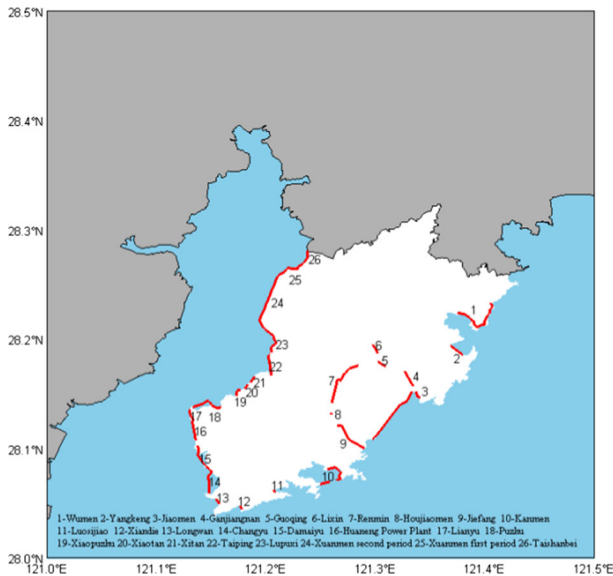 28.5°N
28.4°N
28.3°N
28.2°N
28.1°N
28.0°N
26
25
24
1
23
6
5
2
22
7
4
21
20
3
19
8
17
18
16
9
15
14
10
11
13
12
1-Wumen 2-Yangkeng 3-Jiaomen 4-Ganjiangnan 5-Guoqing 6-Lixin 7-Renmin 8-Houjiaomen 9-Jiefang 10-Kanmen
11-Luosijiao 12-Xiandie 13-Longwan 14-Changyu 15-Damaiyu 16-Huaneng Power Plant 17-Lianyu 18-Puzhu
19-Xiaopuzhu 20-Xiaotan 21-Xitan 22-Taiping 23-Lupuxi 24-Xuanmen second period 25-Xuanmen first period 26-Taishanbei
121.0°E 121.1°E 121.2°E 121.3°E 121.4°E 121.5°E